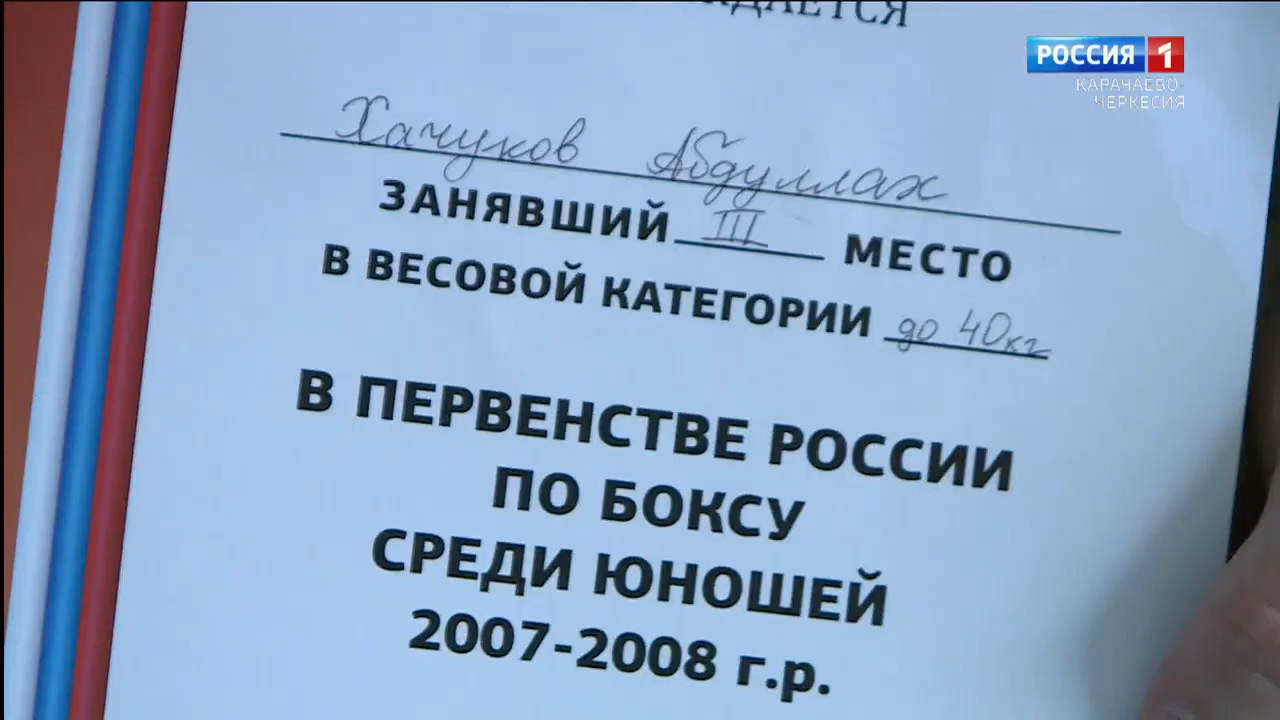 РОССИЯ 1
КАРАЧАЕВО-
ЧЕРКЕСИЯ
Хачуков Абдуллах
ЗАНЯВШИЙ III МЕСТО
В ВЕСОВОЙ КАТЕГОРИИ до 40кг
В ПЕРВЕНСТВЕ РОССИИ
ПО БОКСУ
СРЕДИ ЮНОШЕЙ
2007-2008 г.р.